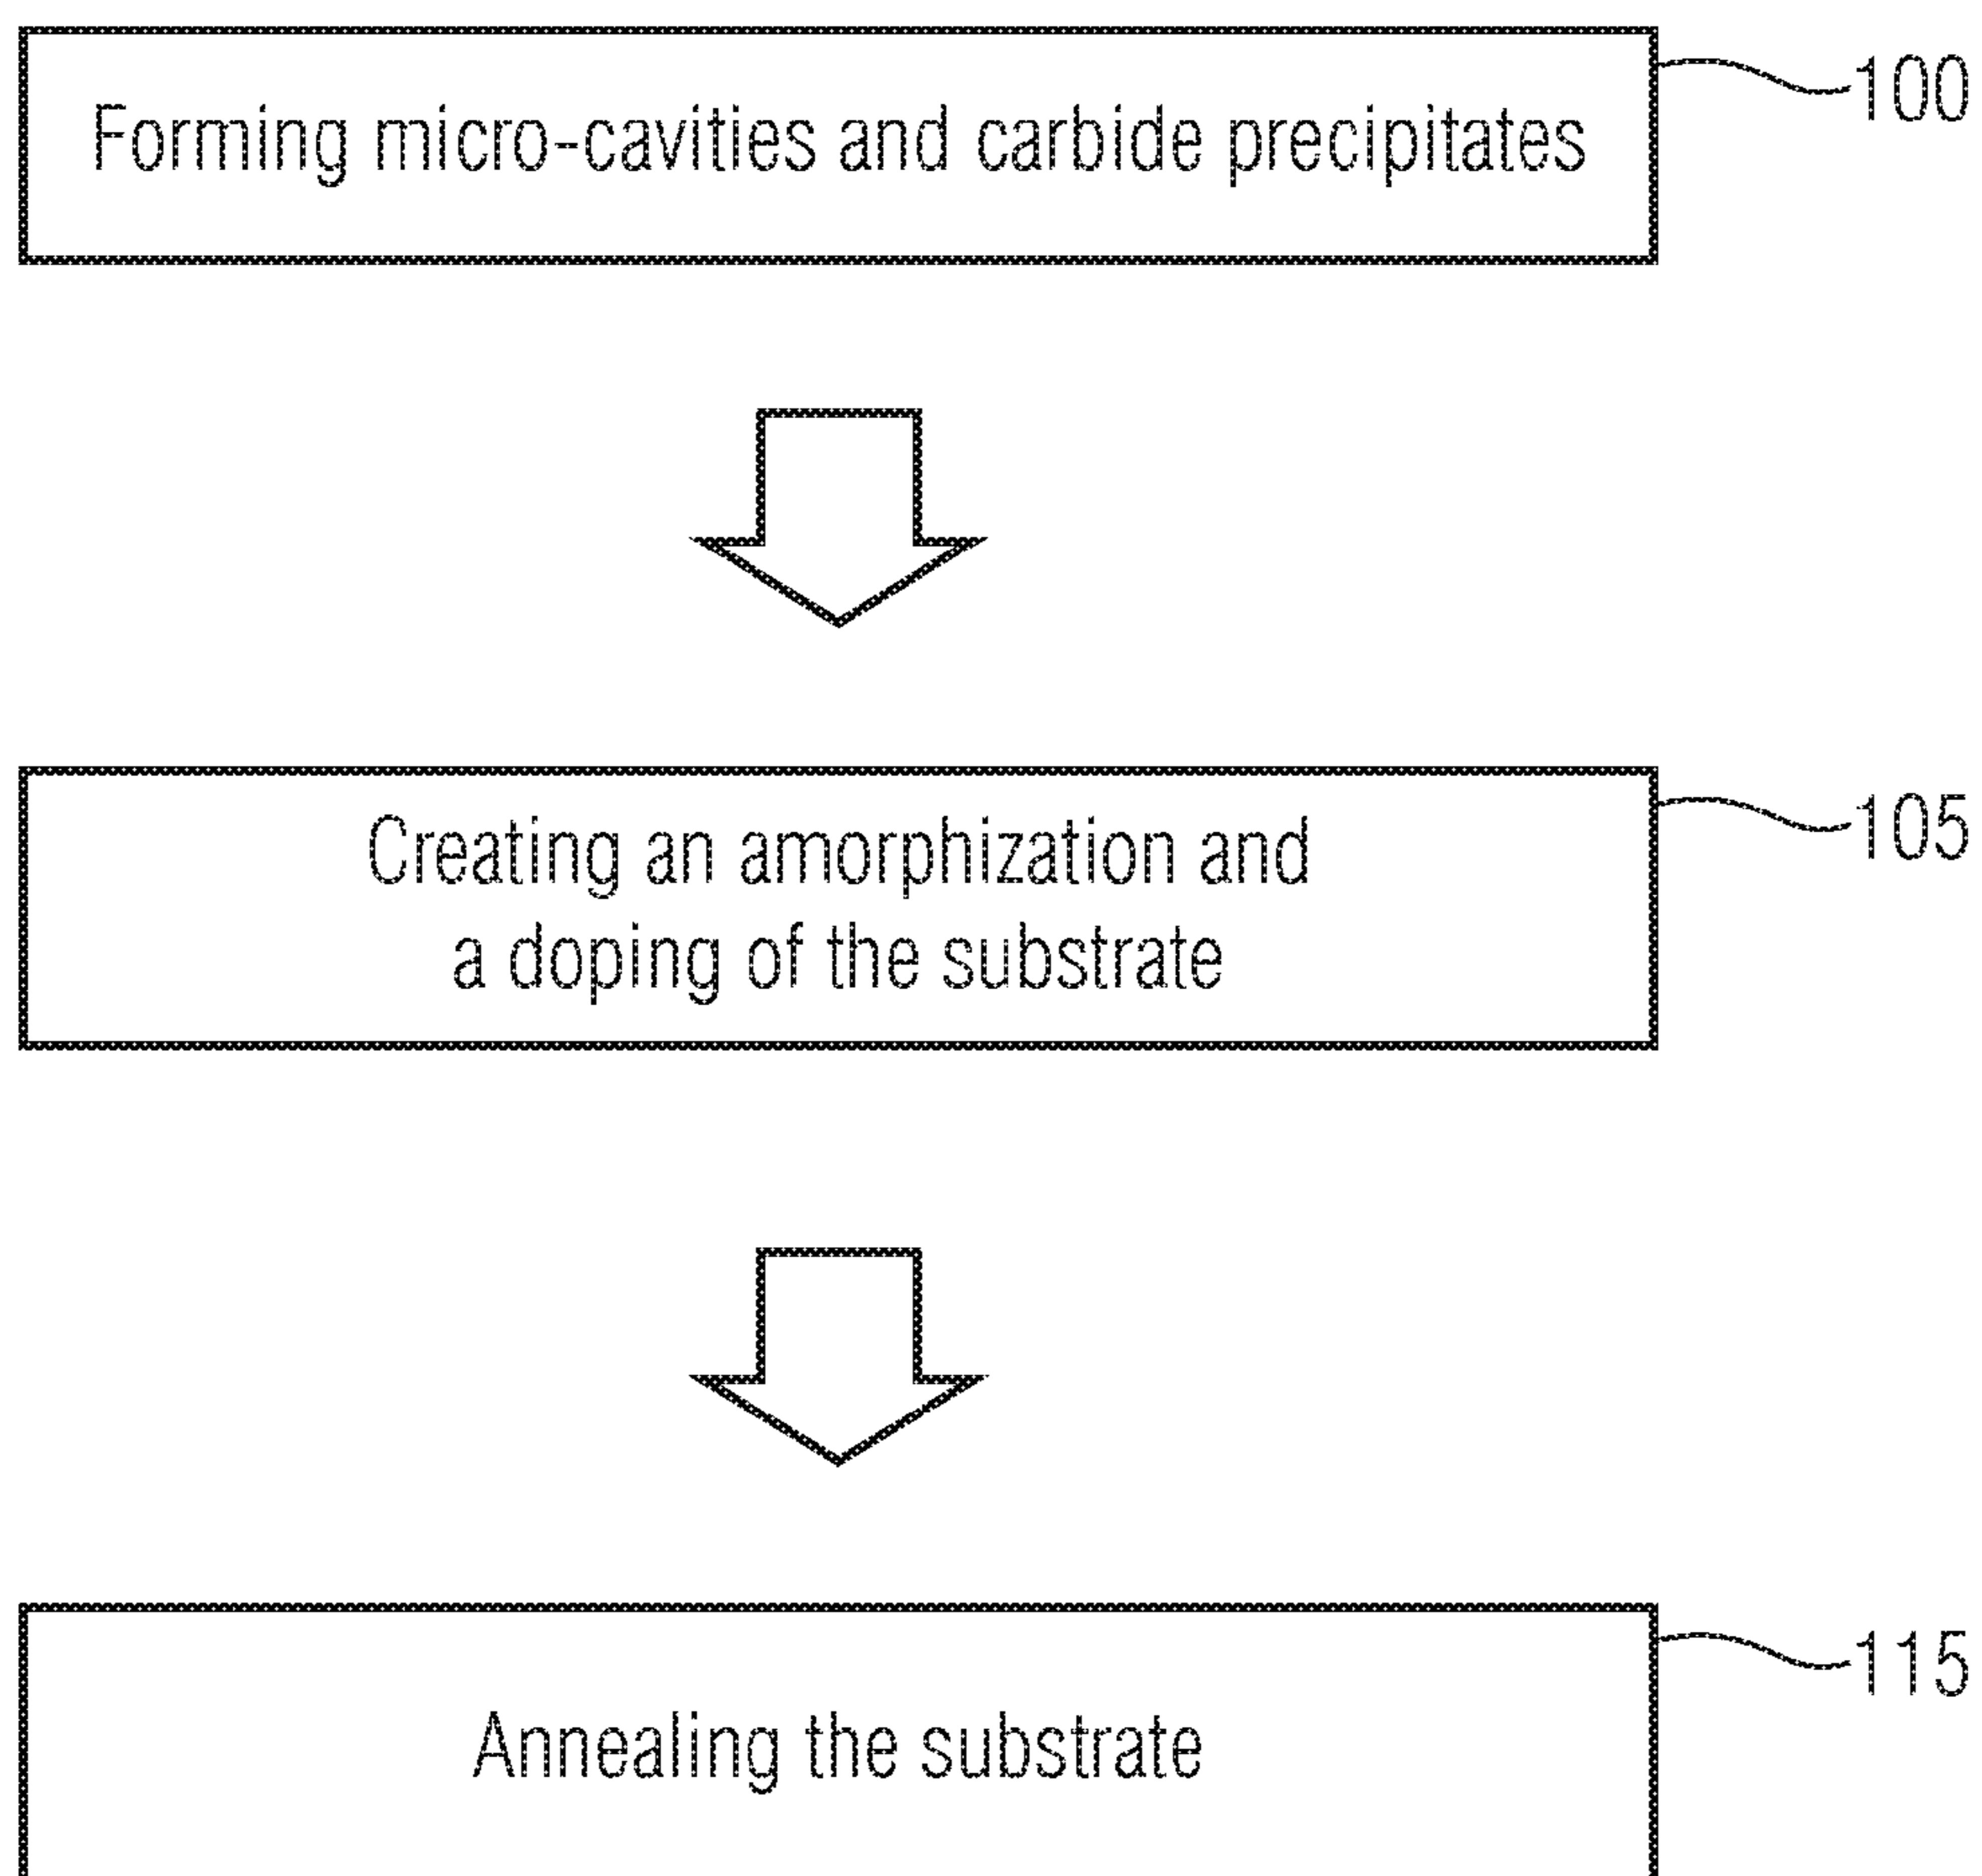 Forming micro-cavities and carbide precipitates
100
Creating an amorphization and
a doping of the substrate
105
Annealing the substrate
115